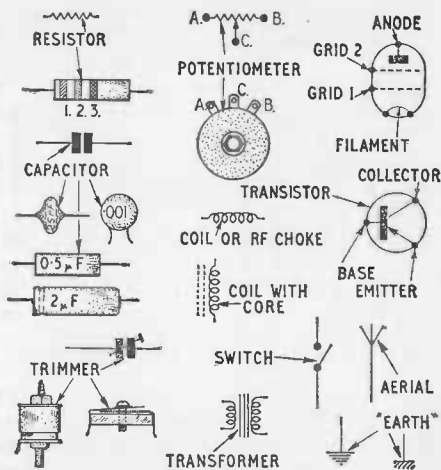 RESISTOR
1. 2. 3.
CAPACITOR
.001
0.5μF
2μF
TRIMMER
A. B.
C.
POTENTIOMETER
C.
A. B.
COIL OR RF CHOKE
COIL WITH
CORE
TRANSFORMER
ANODE
GRID 2
GRID 1
FILAMENT
COLLECTOR
TRANSISTOR
BASE
EMITTER
SWITCH
AERIAL
"EARTH"